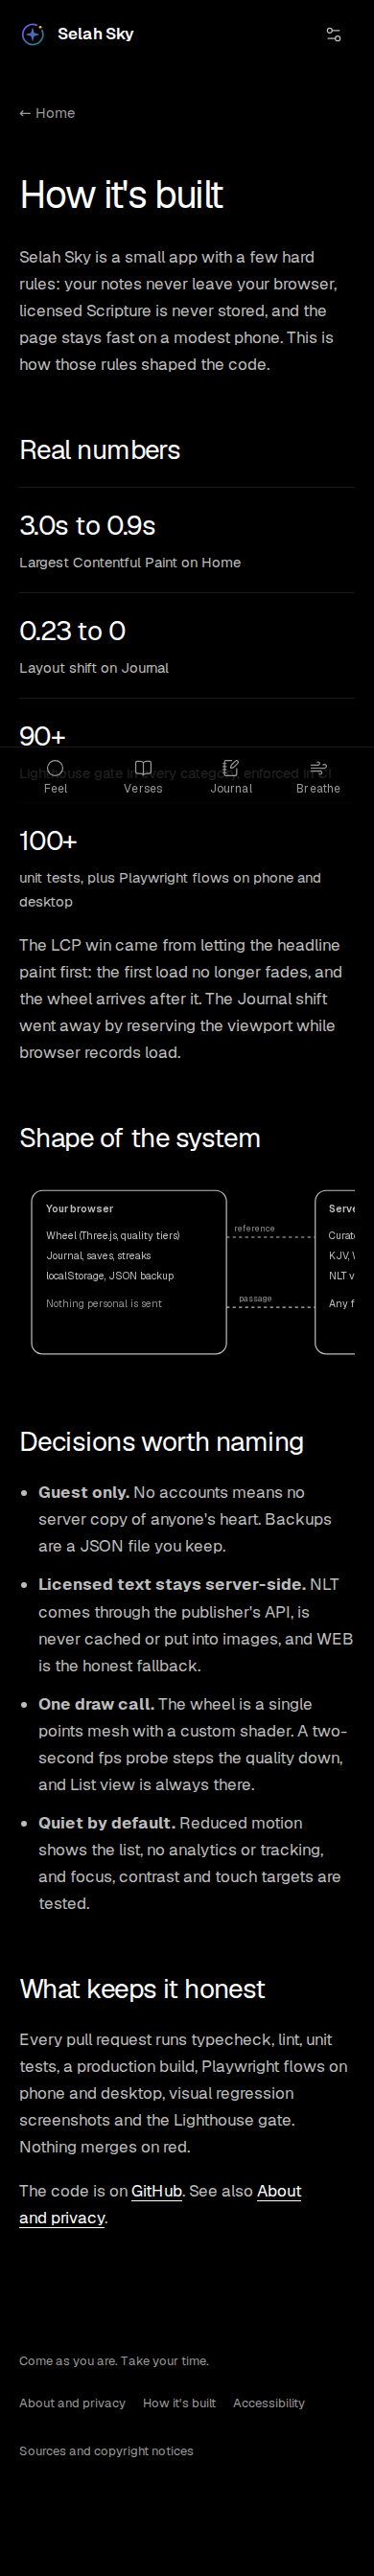 Selah Sky
← Home
How it's built
Selah Sky is a small app with a few hard
rules: your notes never leave your browser,
licensed Scripture is never stored, and the
page stays fast on a modest phone. This is
how those rules shaped the code.
Real numbers
3.0s to 0.9s
Largest Contentful Paint on Home
0.23 to 0
Layout shift on Journal
90+
Lighthouse gate in every category, enforced in CI
Feel
Verses
Journal
Breathe
100+
unit tests, plus Playwright flows on phone and
desktop
The LCP win came from letting the headline
paint first: the first load no longer fades, and
the wheel arrives after it. The Journal shift
went away by reserving the viewport while
browser records load.
Shape of the system
Your browser
Wheel (Three.js, quality tiers)
Journal, saves, streaks
localStorage, JSON backup
Nothing personal is sent
reference
passage
Serve
Curate
KJV, W
NLT v
Any f
Decisions worth naming
• Guest only. No accounts means no
server copy of anyone's heart. Backups
are a JSON file you keep.
• Licensed text stays server-side. NLT
comes through the publisher's API, is
never cached or put into images, and WEB
is the honest fallback.
• One draw call. The wheel is a single
points mesh with a custom shader. A two-
second fps probe steps the quality down,
and List view is always there.
• Quiet by default. Reduced motion
shows the list, no analytics or tracking,
and focus, contrast and touch targets are
tested.
What keeps it honest
Every pull request runs typecheck, lint, unit
tests, a production build, Playwright flows on
phone and desktop, visual regression
screenshots and the Lighthouse gate.
Nothing merges on red.
The code is on GitHub. See also About
and privacy.
Come as you are. Take your time.
About and privacy How it's built Accessibility
Sources and copyright notices